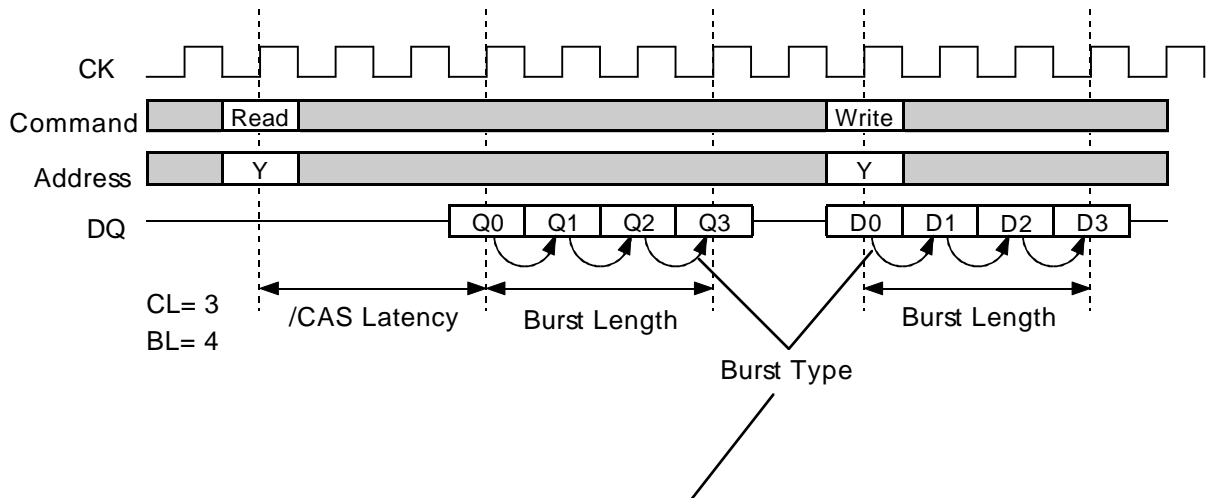 CK
Command Read Write
Address Y Y
DQ Q0 Q1 Q2 Q3 D0 D1 D2 D3
CL= 3 /CAS Latency Burst Length Burst Length
BL= 4
Burst Type